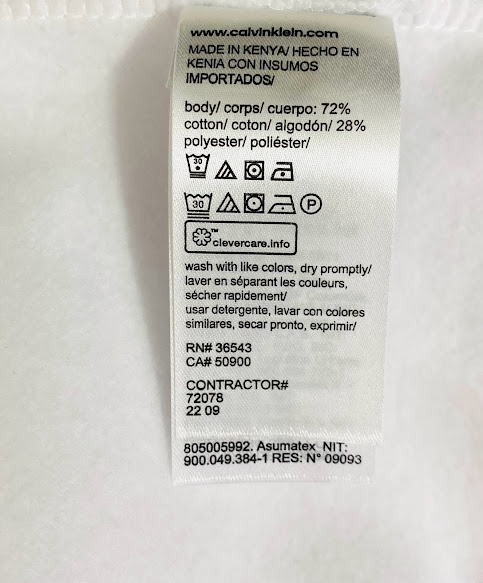 www.calvinklein.com
MADE IN KENYA/ HECHO EN
KENIA CON INSUMOS
IMPORTADOS/
body/ corps/ cuerpo: 72%
cotton/ coton/ algodón/ 28%
polyester/ poliéster/
30
30 P
TM
clevercare.info
wash with like colors, dry promptly/
laver en séparant les couleurs,
sécher rapidement/
usar detergente, lavar con colores
similares, secar pronto, exprimir/
RN# 36543
CA# 50900
CONTRACTOR#
72078
22 09
805005992. Asumatex NIT:
900.049.384-1 RES: N° 09093